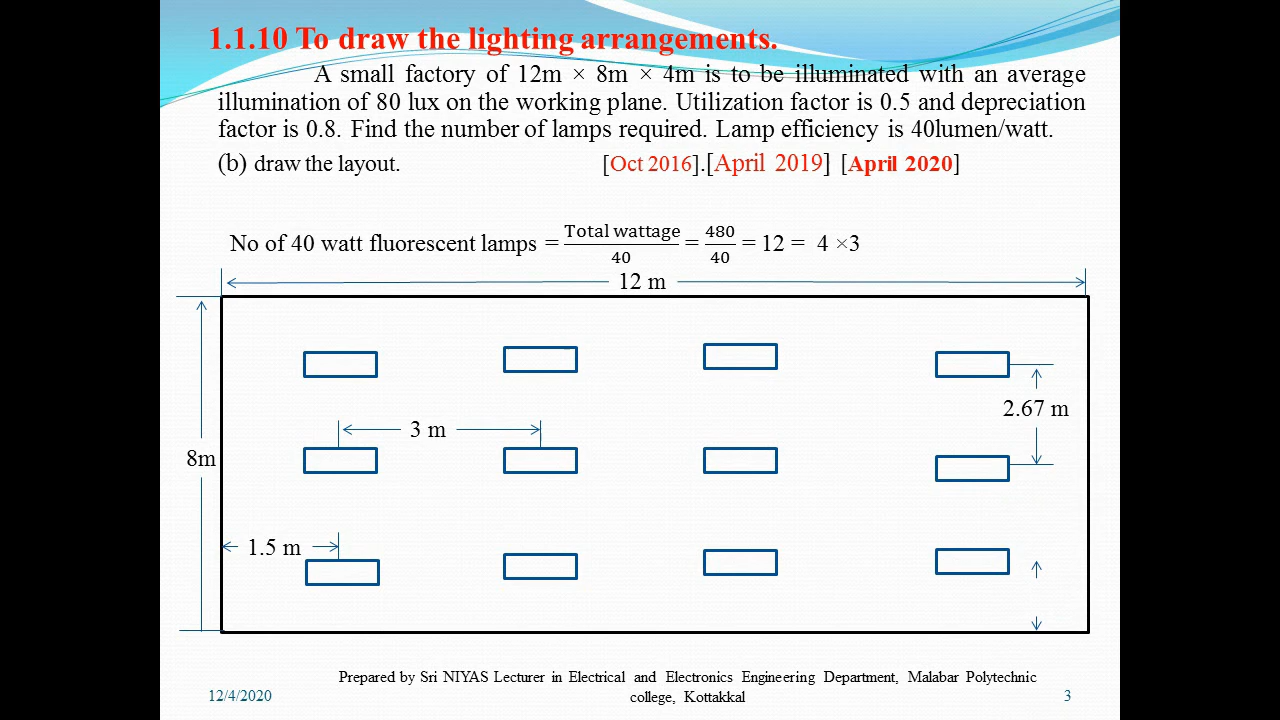 1.1.10 To draw the lighting arrangements.
A small factory of 12m × 8m × 4m is to be illuminated with an average
illumination of 80 lux on the working plane. Utilization factor is 0.5 and depreciation
factor is 0.8. Find the number of lamps required. Lamp efficiency is 40lumen/watt.
(b) draw the layout. [Oct 2016].[April 2019] [April 2020]
No of 40 watt fluorescent lamps = Total wattage/40 = 480/40 = 12 = 4 ×3
12 m
2.67 m
3 m
8m
1.5 m
Prepared by Sri NIYAS Lecturer in Electrical and Electronics Engineering Department, Malabar Polytechnic
college, Kottakkal
12/4/2020
3